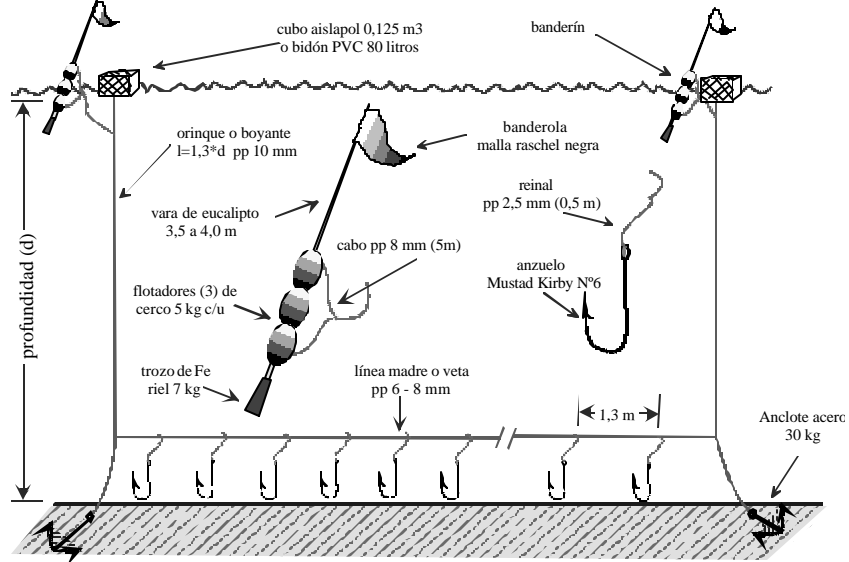 cubo aislapol 0,125 m3
o bidón PVC 80 litros
banderín
orinque o boyante
l=1,3*d pp 10 mm
banderola
malla raschel negra
reinal
pp 2,5 mm (0,5 m)
vara de eucalipto
3,5 a 4,0 m
cabo pp 8 mm (5m)
anzuelo
Mustad Kirby Nº6
profundidad (d)
flotadores (3) de
cerco 5 kg c/u
trozo de Fe
riel 7 kg
línea madre o veta
pp 6 - 8 mm
1,3 m
Anclote acero
30 kg